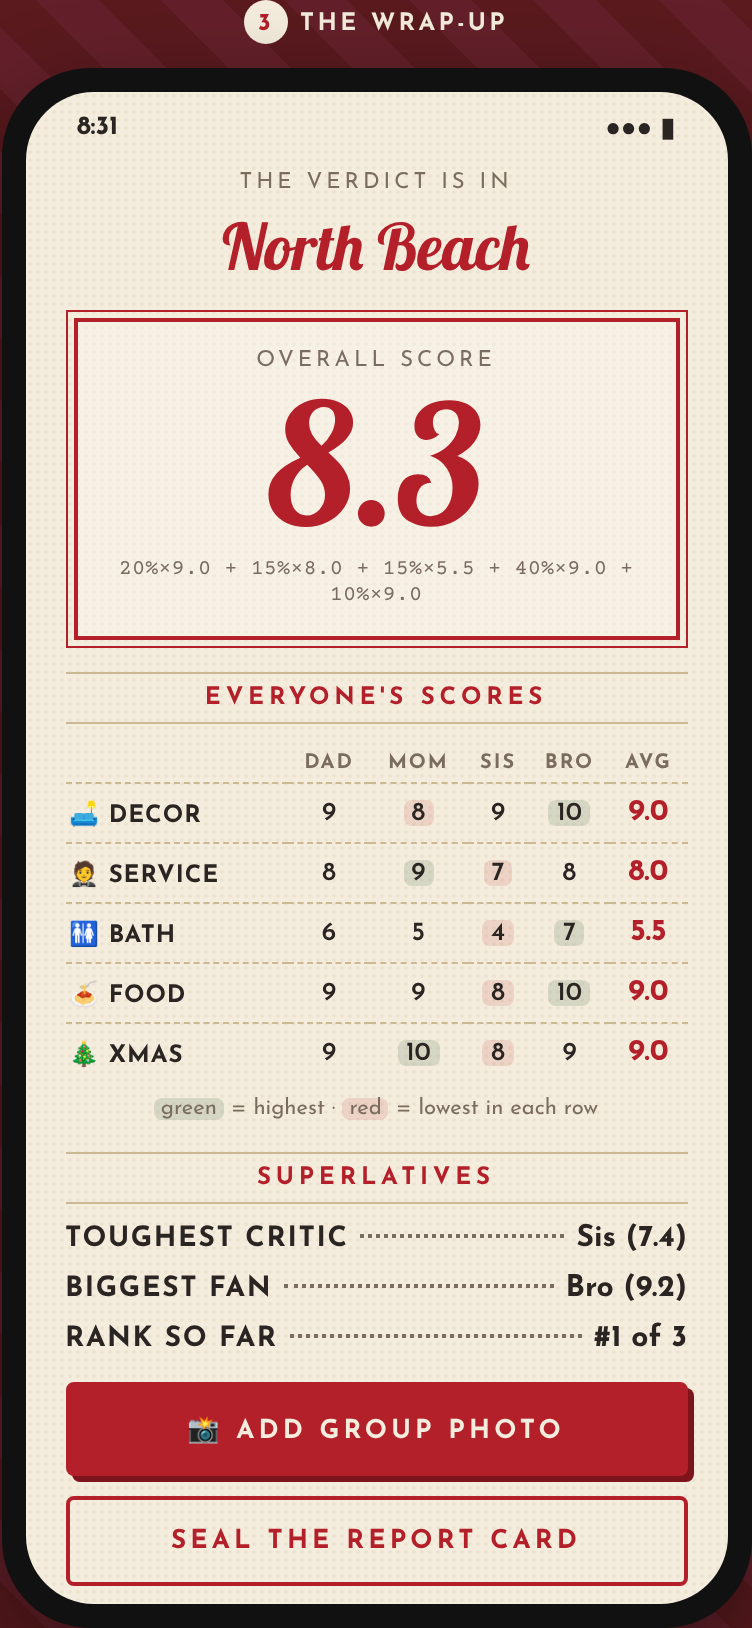 3 THE WRAP-UP
8:31
THE VERDICT IS IN
North Beach
OVERALL SCORE
8.3
20%×9.0 + 15%×8.0 + 15%×5.5 + 40%×9.0 +
10%×9.0
EVERYONE'S SCORES
DAD MOM SIS BRO AVG
DECOR 9 8 9 10 9.0
SERVICE 8 9 7 8 8.0
BATH 6 5 4 7 5.5
FOOD 9 9 8 10 9.0
XMAS 9 10 8 9 9.0
green = highest · red = lowest in each row
SUPERLATIVES
TOUGHEST CRITIC Sis (7.4)
BIGGEST FAN Bro (9.2)
RANK SO FAR #1 of 3
ADD GROUP PHOTO
SEAL THE REPORT CARD